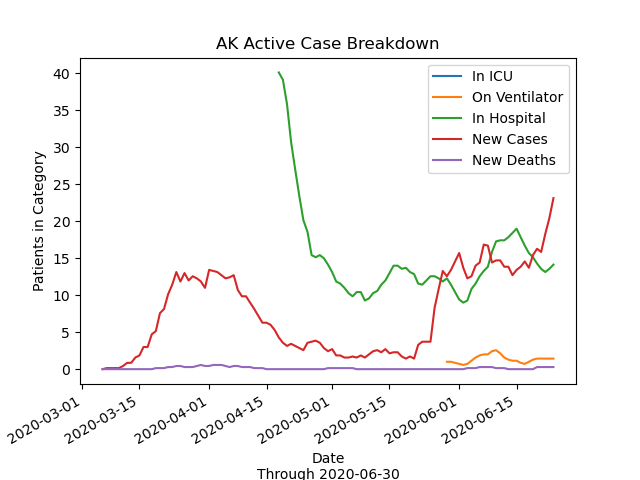 AK Active Case Breakdown
In ICU
On Ventilator
In Hospital
New Cases
New Deaths
Patients in Category
40
35
30
25
20
15
10
5
0
2020-03-01
2020-03-15
2020-04-01
2020-04-15
2020-05-01
2020-05-15
2020-06-01
2020-06-15
Date
Through 2020-06-30